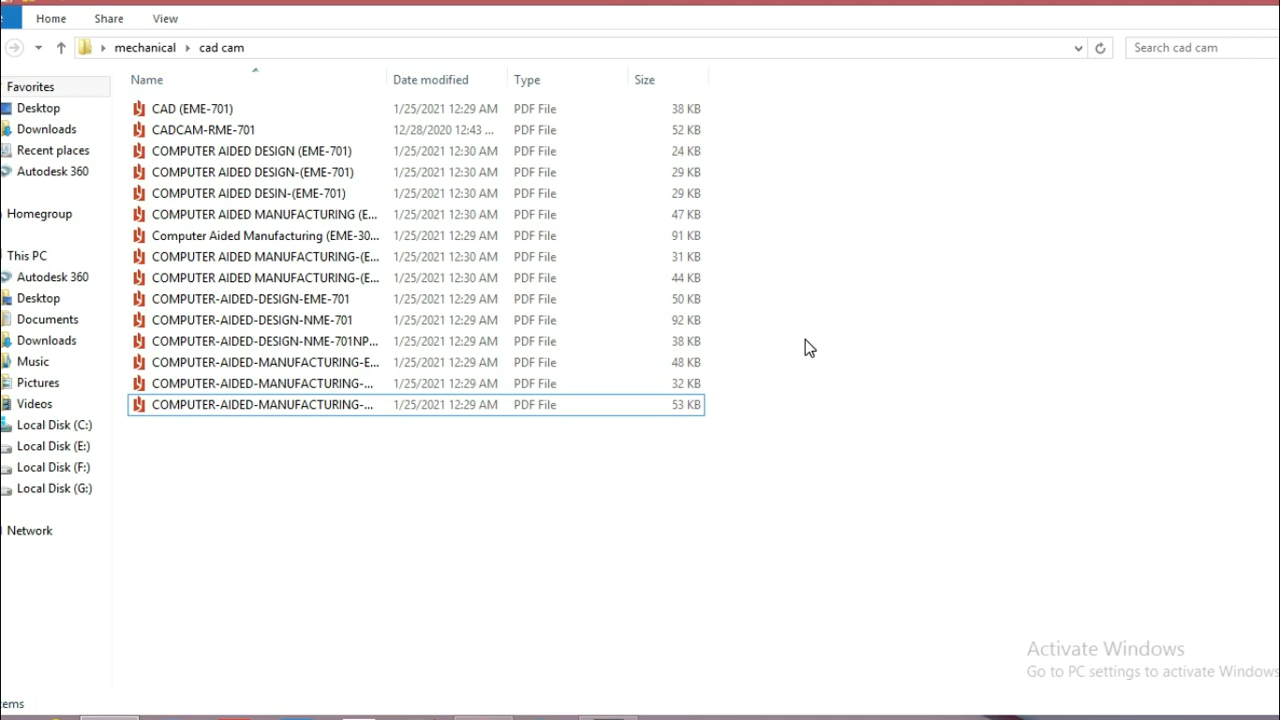 Home Share View
mechanical cad cam Search cad cam
Name Date modified Type Size
Favorites
Desktop
Downloads
Recent places
Autodesk 360
Homegroup
This PC
Autodesk 360
Desktop
Documents
Downloads
Music
Pictures
Videos
Local Disk (C:)
Local Disk (E:)
Local Disk (F:)
Local Disk (G:)
Network
CAD (EME-701) 1/25/2021 12:29 AM PDF File 38 KB
CADCAM-RME-701 12/28/2020 12:43 ... PDF File 52 KB
COMPUTER AIDED DESIGN (EME-701) 1/25/2021 12:30 AM PDF File 24 KB
COMPUTER AIDED DESIGN-(EME-701) 1/25/2021 12:30 AM PDF File 29 KB
COMPUTER AIDED DESIN-(EME-701) 1/25/2021 12:30 AM PDF File 29 KB
COMPUTER AIDED MANUFACTURING (E... 1/25/2021 12:30 AM PDF File 47 KB
Computer Aided Manufacturing (EME-30... 1/25/2021 12:29 AM PDF File 91 KB
COMPUTER AIDED MANUFACTURING-(E... 1/25/2021 12:30 AM PDF File 31 KB
COMPUTER AIDED MANUFACTURING-(E... 1/25/2021 12:30 AM PDF File 44 KB
COMPUTER-AIDED-DESIGN-EME-701 1/25/2021 12:29 AM PDF File 50 KB
COMPUTER-AIDED-DESIGN-NME-701 1/25/2021 12:29 AM PDF File 92 KB
COMPUTER-AIDED-DESIGN-NME-701NP... 1/25/2021 12:29 AM PDF File 38 KB
COMPUTER-AIDED-MANUFACTURING-E... 1/25/2021 12:29 AM PDF File 48 KB
COMPUTER-AIDED-MANUFACTURING-... 1/25/2021 12:29 AM PDF File 32 KB
COMPUTER-AIDED-MANUFACTURING-... 1/25/2021 12:29 AM PDF File 53 KB
Activate Windows
Go to PC settings to activate Windows
ems